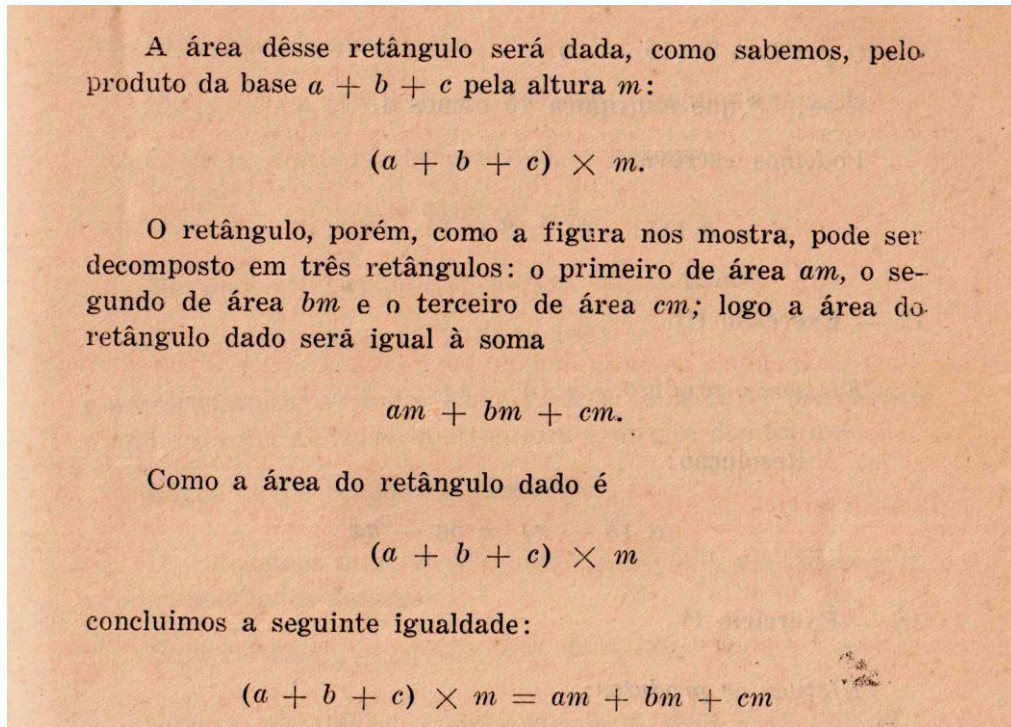 A área dêsse retângulo será dada, como sabemos, pelo
produto da base a + b + c pela altura m:
(a + b + c) × m.
O retângulo, porém, como a figura nos mostra, pode ser
decomposto em três retângulos: o primeiro de área am, o se-
gundo de área bm e o terceiro de área cm; logo a área do
retângulo dado será igual à soma
am + bm + cm.
Como a área do retângulo dado é
(a + b + c) × m
concluimos a seguinte igualdade:
(a + b + c) × m = am + bm + cm